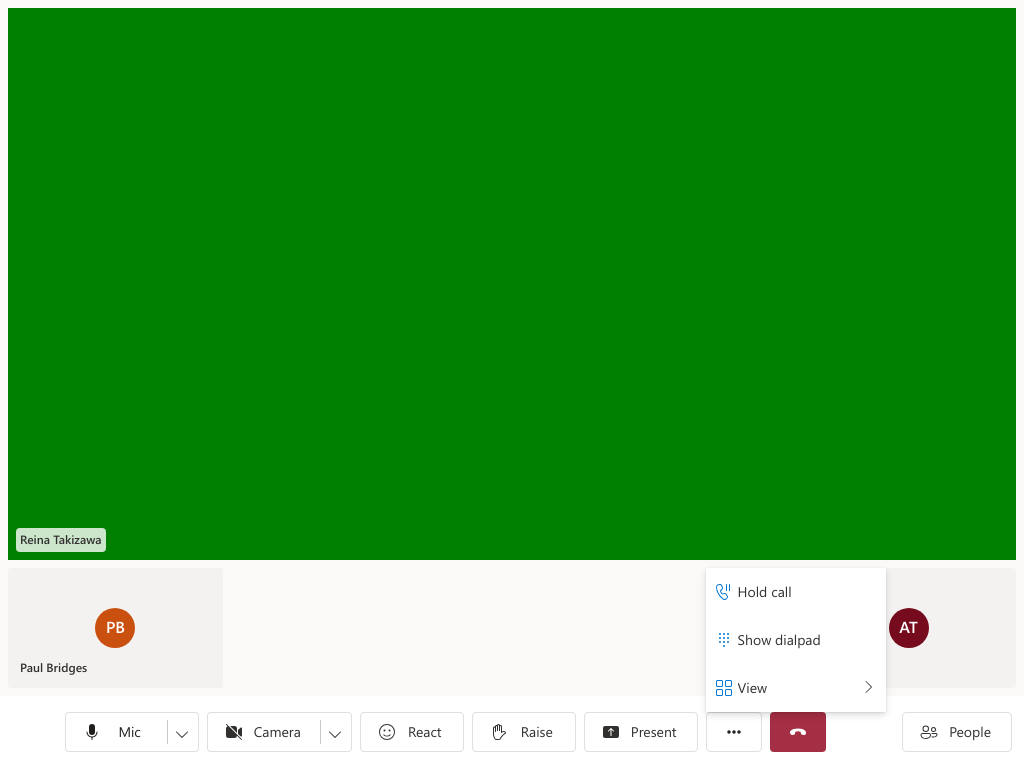 Reina Takizawa
PB
Paul Bridges
Hold call
Show dialpad
View
AT
Mic
Camera
React
Raise
Present
People